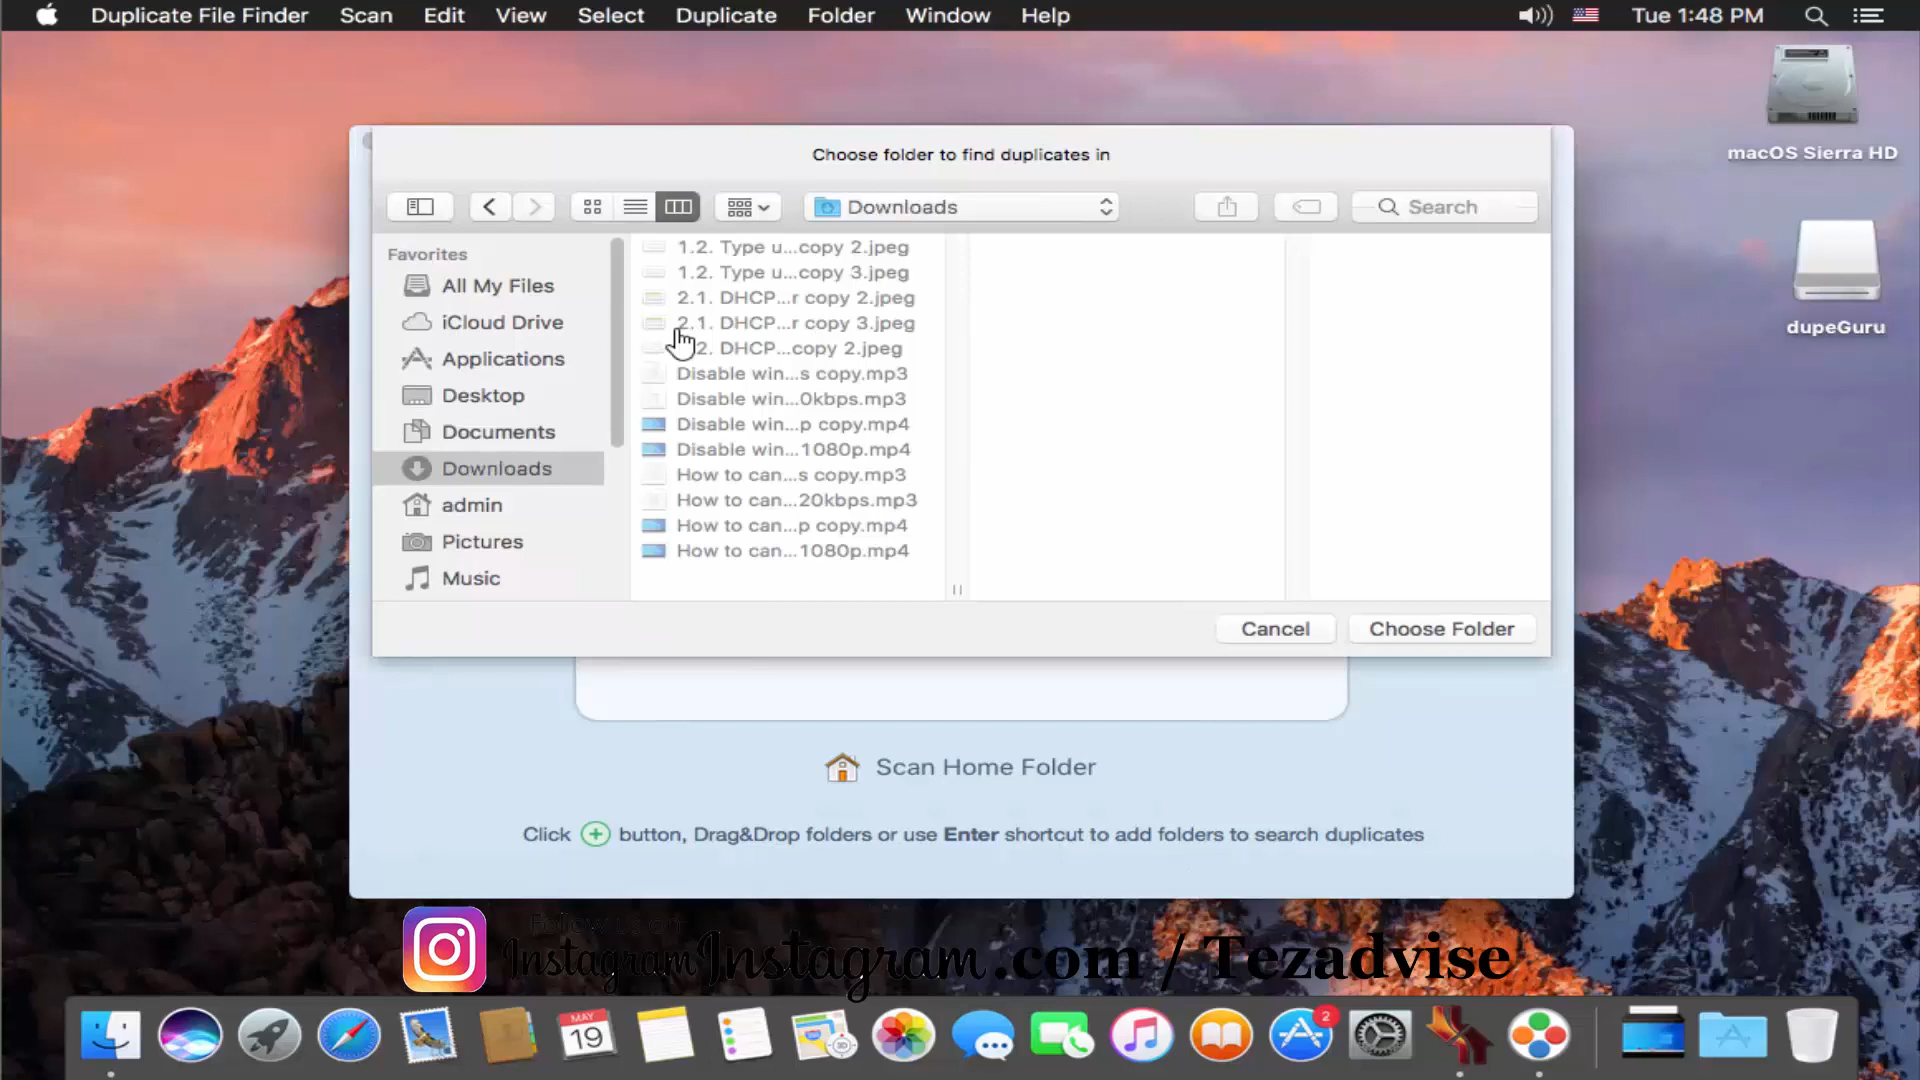 Duplicate File Finder Scan Edit View Select Duplicate Folder Window Help Tue 1:48 PM
macOS Sierra HD
dupeGuru
Choose folder to find duplicates in
Downloads
Search
Favorites
All My Files
iCloud Drive
Applications
Desktop
Documents
Downloads
admin
Pictures
Music
1.2. Type u...copy 2.jpeg
1.2. Type u...copy 3.jpeg
2.1. DHCP...r copy 2.jpeg
2.1. DHCP...r copy 3.jpeg
2. DHCP...copy 2.jpeg
Disable win...s copy.mp3
Disable win...0kbps.mp3
Disable win...p copy.mp4
Disable win...1080p.mp4
How to can...s copy.mp3
How to can...20kbps.mp3
How to can...p copy.mp4
How to can...1080p.mp4
Cancel Choose Folder
Scan Home Folder
Click + button, Drag&Drop folders or use Enter shortcut to add folders to search duplicates
Follow us on
Instagram Instagram.com / Tezadvise
MAY
19
3D
2